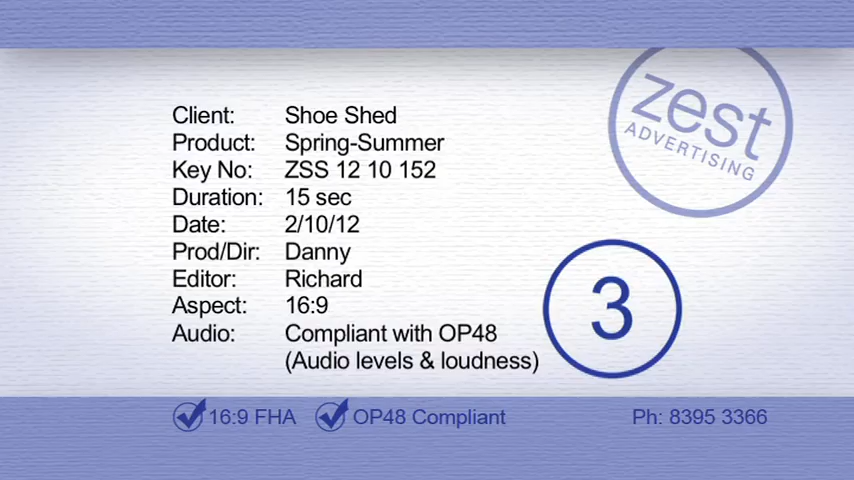 zest
ADVERTISING
Client: Shoe Shed
Product: Spring-Summer
Key No: ZSS 12 10 152
Duration: 15 sec
Date: 2/10/12
Prod/Dir: Danny
Editor: Richard
Aspect: 16:9
Audio: Compliant with OP48
(Audio levels & loudness)
3
16:9 FHA OP48 Compliant Ph: 8395 3366